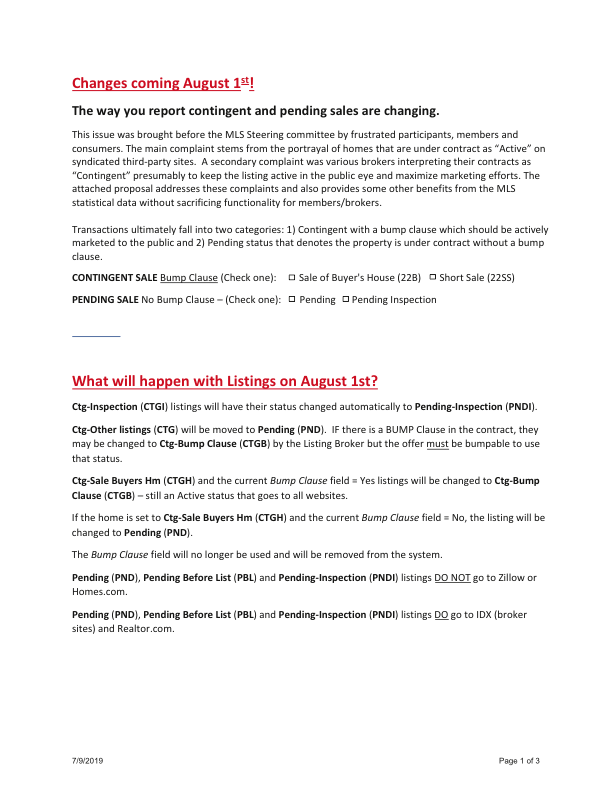 Changes coming August 1st!
The way you report contingent and pending sales are changing.
This issue was brought before the MLS Steering committee by frustrated participants, members and
consumers. The main complaint stems from the portrayal of homes that are under contract as “Active” on
syndicated third-party sites.  A secondary complaint was various brokers interpreting their contracts as
“Contingent” presumably to keep the listing active in the public eye and maximize marketing efforts. The
attached proposal addresses these complaints and also provides some other benefits from the MLS
statistical data without sacrificing functionality for members/brokers.
Transactions ultimately fall into two categories: 1) Contingent with a bump clause which should be actively
marketed to the public and 2) Pending status that denotes the property is under contract without a bump
clause.
CONTINGENT SALE Bump Clause (Check one): ☐ Sale of Buyer's House (22B) ☐ Short Sale (22SS)
PENDING SALE No Bump Clause – (Check one): ☐ Pending ☐ Pending Inspection
What will happen with Listings on August 1st?
Ctg-Inspection (CTGI) listings will have their status changed automatically to Pending-Inspection (PNDI).
Ctg-Other listings (CTG) will be moved to Pending (PND).  IF there is a BUMP Clause in the contract, they
may be changed to Ctg-Bump Clause (CTGB) by the Listing Broker but the offer must be bumpable to use
that status.
Ctg-Sale Buyers Hm (CTGH) and the current Bump Clause field = Yes listings will be changed to Ctg-Bump
Clause (CTGB) – still an Active status that goes to all websites.
If the home is set to Ctg-Sale Buyers Hm (CTGH) and the current Bump Clause field = No, the listing will be
changed to Pending (PND).
The Bump Clause field will no longer be used and will be removed from the system.
Pending (PND), Pending Before List (PBL) and Pending-Inspection (PNDI) listings DO NOT go to Zillow or
Homes.com.
Pending (PND), Pending Before List (PBL) and Pending-Inspection (PNDI) listings DO go to IDX (broker
sites) and Realtor.com.
7/9/2019 Page 1 of 3